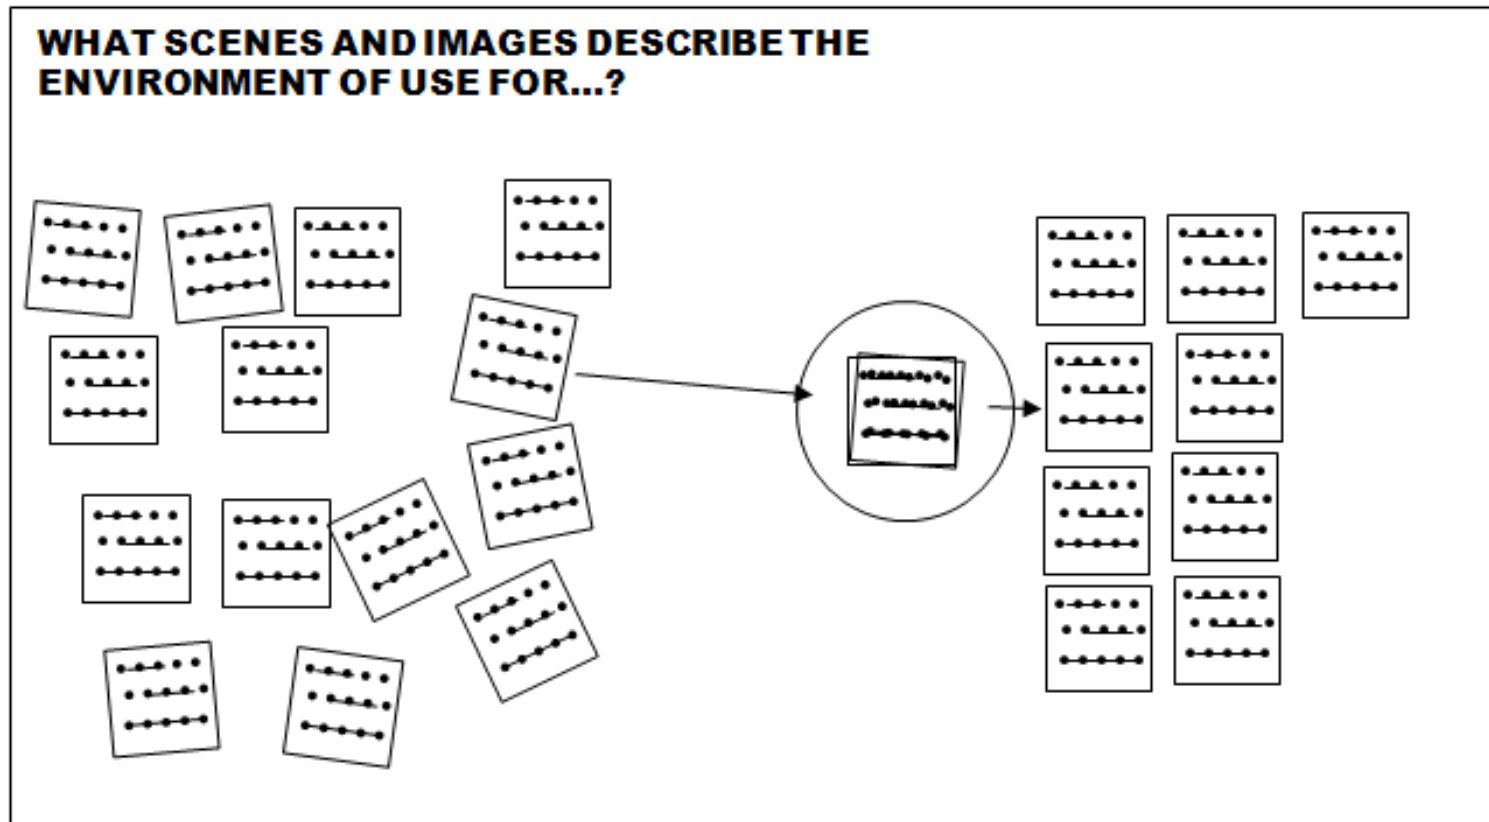 WHAT SCENES AND IMAGES DESCRIBE THE
ENVIRONMENT OF USE FOR...?